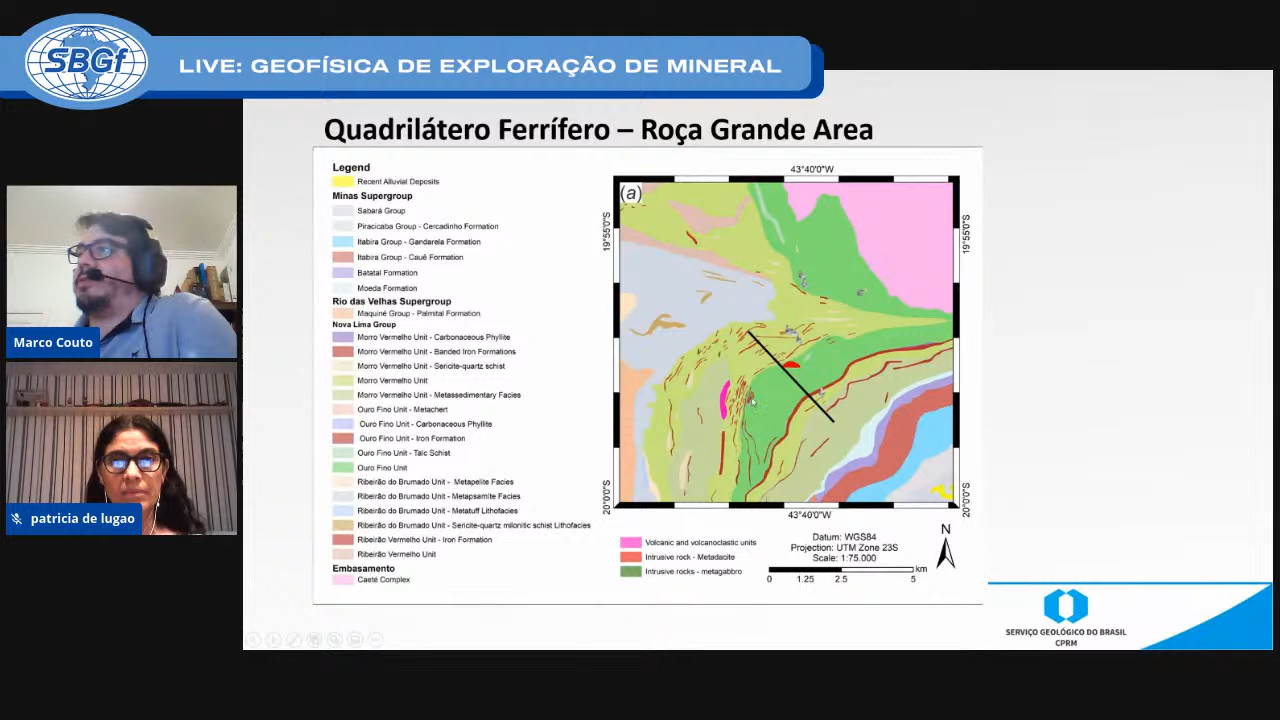 SBGf
LIVE: GEOFÍSICA DE EXPLORAÇÃO DE MINERAL
Quadrilátero Ferrífero – Roça Grande Area
Legend
Recent Alluvial Deposits
Minas Supergroup
Sabará Group
Piracicaba Group - Cercadinho Formation
Itabira Group - Gandarela Formation
Itabira Group - Cauê Formation
Batatal Formation
Moeda Formation
Rio das Velhas Supergroup
Maquiné Group - Palmital Formation
Nova Lima Group
Morro Vermelho Unit - Carbonaceous Phyllite
Morro Vermelho Unit - Banded Iron Formations
Morro Vermelho Unit - Sericite-quartz schist
Morro Vermelho Unit
Morro Vermelho Unit - Metassedimentary Facies
Ouro Fino Unit - Metachert
Ouro Fino Unit - Carbonaceous Phyllite
Ouro Fino Unit - Iron Formation
Ouro Fino Unit - Talc Schist
Ouro Fino Unit
Ribeirão do Brumado Unit - Metapelite Facies
Ribeirão do Brumado Unit - Metapsamite Facies
Ribeirão do Brumado Unit - Metatuff Lithofacies
Ribeirão do Brumado Unit - Sericite-quartz milonitic schist Lithofacies
Ribeirão Vermelho Unit - Iron Formation
Ribeirão Vermelho Unit
Embasamento
Caeté Complex
43°40'0"W
(a)
19°55'0"S
19°55'0"S
20°0'0"S
20°0'0"S
43°40'0"W
Volcanic and volcanoclastic units
Intrusive rock - Metadacite
Intrusive rocks - metagabbro
Datum: WGS84
Projection: UTM Zone 23S
Scale: 1:75.000
0 1.25 2.5 5 km
N
Marco Couto
patricia de lugao
SERVIÇO GEOLÓGICO DO BRASIL
CPRM